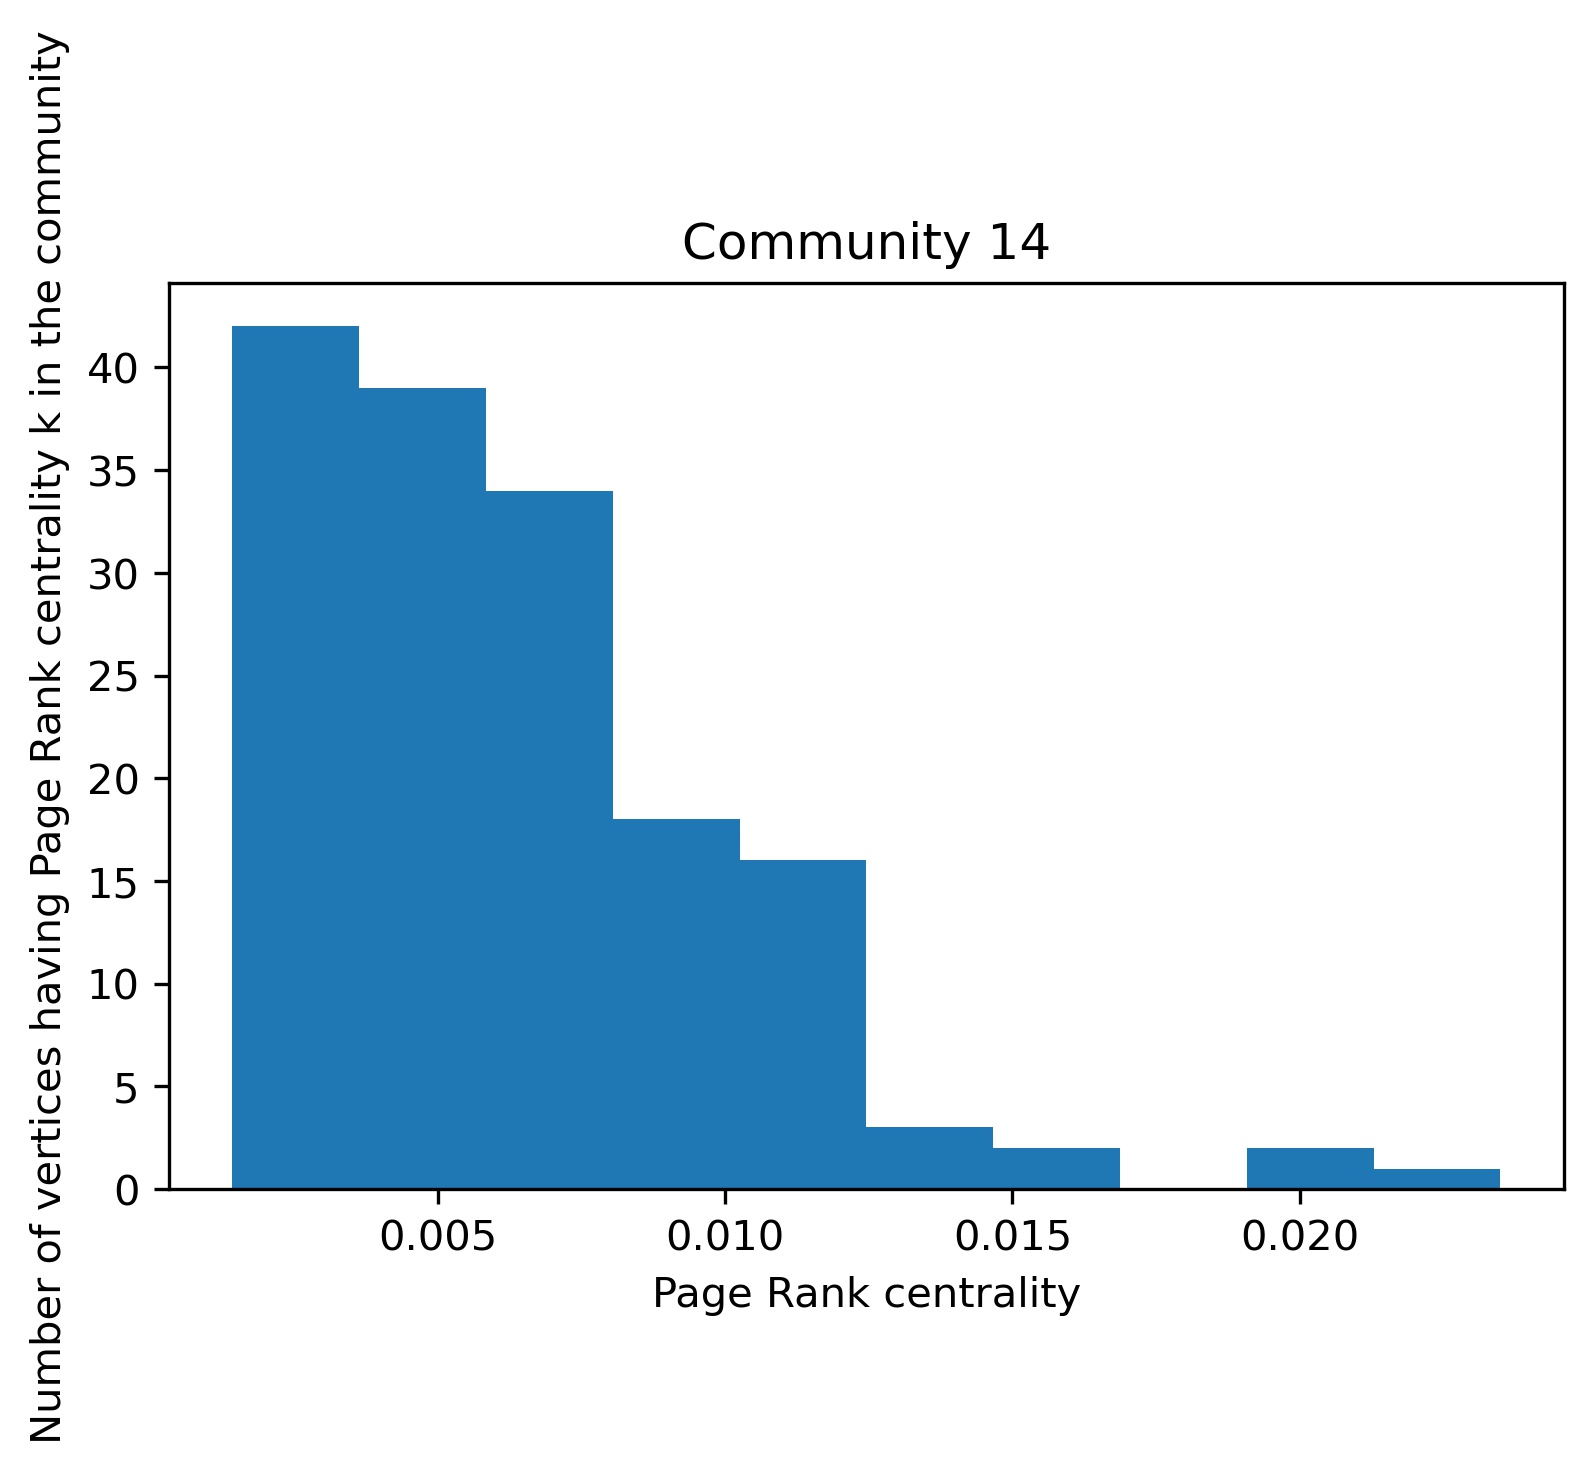 Community 14
Number of vertices having Page Rank centrality k in the community
40
35
30
25
20
15
10
5
0
0.005 0.010 0.015 0.020
Page Rank centrality